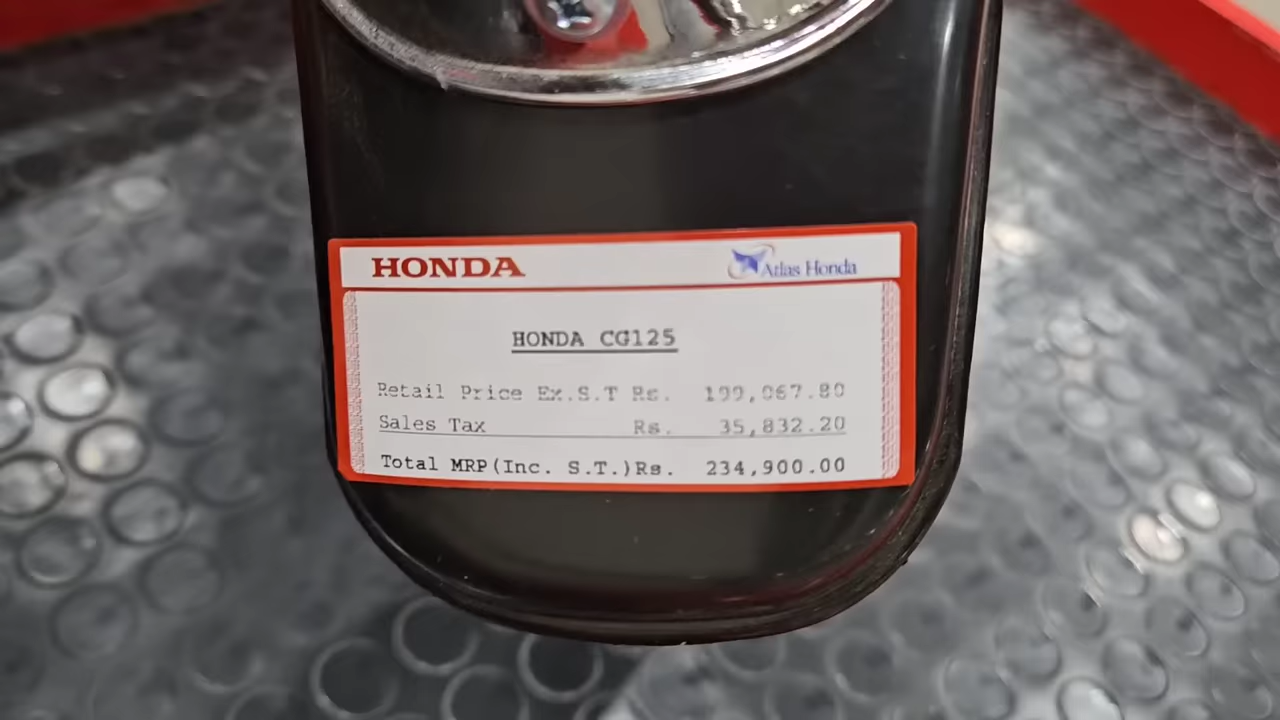 HONDA
Atlas Honda
HONDA CG125
Retail Price Ex.S.T Rs. 199,067.80
Sales Tax Rs. 35,832.20
Total MRP(Inc. S.T.)Rs. 234,900.00